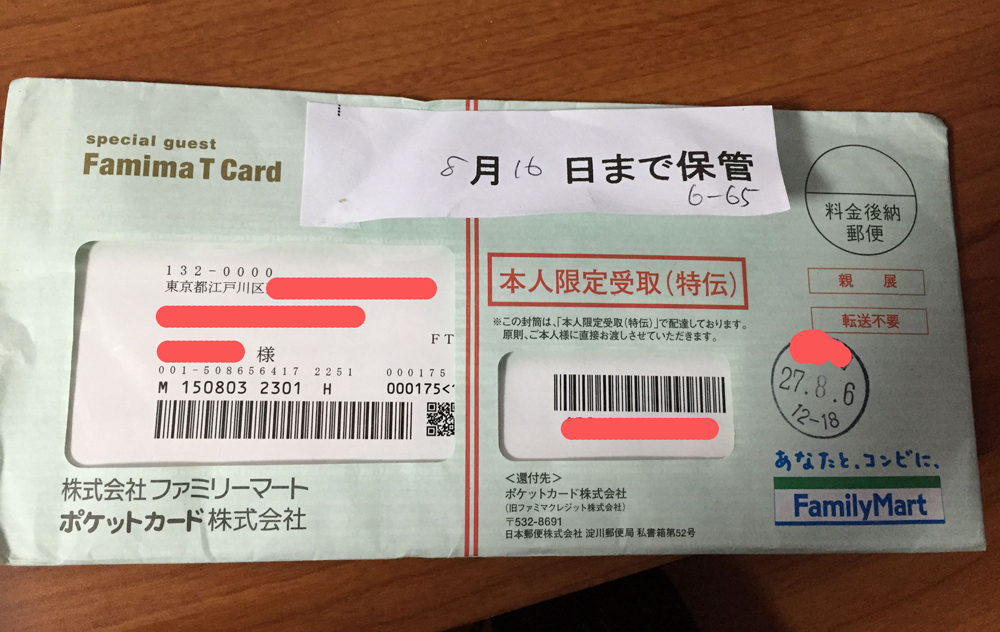 special guest
Famima T Card
8月16日まで保管
6-65
料金後納
郵便
132-0000
東京都江戸川区
様
FT
001-508656417 2251 000175
M 150803 2301 H 000175<
本人限定受取(特伝)
※この封筒は、「本人限定受取(特伝)」で配達しております。
原則、ご本人様に直接お渡しさせていただきます。
親展
転送不要
27.8.6
12-18
株式会社ファミリーマート
ポケットカード株式会社
<還付先>
ポケットカード株式会社
(旧ファミマクレジット株式会社)
〒532-8691
日本郵便株式会社 淀川郵便局 私書箱第52号
あなたと、コンビに、
FamilyMart